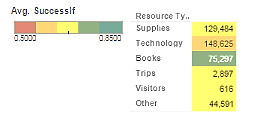 Avg. Successlf
0.5000 0.8500
Resource Ty..
Supplies 129,484
Technology 148,625
Books 75,297
Trips 2,897
Visitors 616
Other 44,591